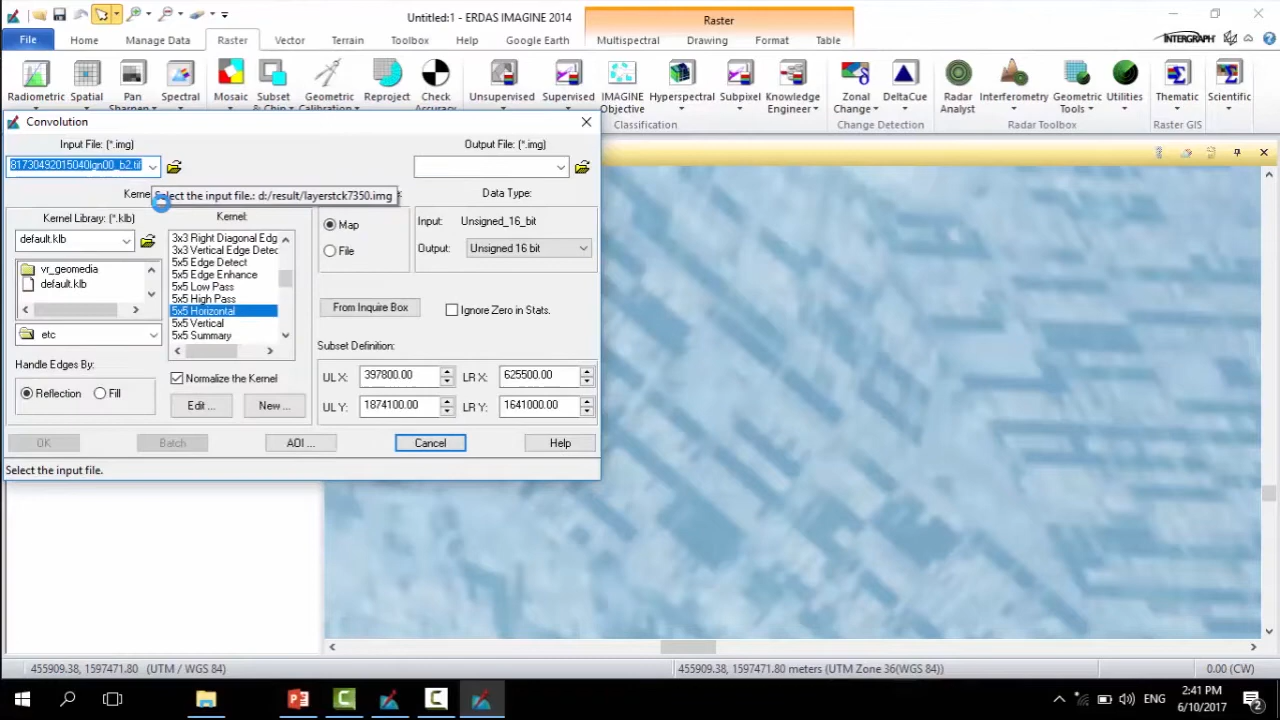 Untitled:1 - ERDAS IMAGINE 2014
Raster
File Home Manage Data Raster Vector Terrain Toolbox Help Google Earth Multispectral Drawing Format Table
INTERGRAPH
Radiometric Spatial Pan Spectral Mosaic Subset Geometric Reproject Check Unsupervised Supervised IMAGINE Hyperspectral Subpixel Knowledge Zonal DeltaCue Radar Interferometry Geometric Utilities Thematic Scientific
Sharpen & Chip Calibration Accuracy Objective Engineer Change Analyst Tools
Classification Change Detection Radar Toolbox Raster GIS
Convolution
Input File: (*.img) Output File: (*.img)
81730492015040lgn00_b2.tif
Select the input file.: d:/result/layerstck7350.img
Data Type:
Kernel Library: (*.klb) Kernel:
Map
Input: Unsigned_16_bit
default.klb
3x3 Right Diagonal Edg
3x3 Vertical Edge Detec
5x5 Edge Detect
5x5 Edge Enhance
5x5 Low Pass
5x5 High Pass
5x5 Horizontal
5x5 Vertical
5x5 Summary
File
Output: Unsigned 16 bit
vr_geomedia
default.klb
etc
From Inquire Box
Ignore Zero in Stats.
Subset Definition:
Handle Edges By:
Reflection Fill
Normalize the Kernel
Edit ... New ...
UL X: 397800.00 LR X: 625500.00
UL Y: 1874100.00 LR Y: 1641000.00
OK Batch AOI ... Cancel Help
Select the input file.
455909.38, 1597471.80 (UTM / WGS 84)
455909.38, 1597471.80 meters (UTM Zone 36(WGS 84))
0.00 (CW)
ENG
2:41 PM
6/10/2017
2